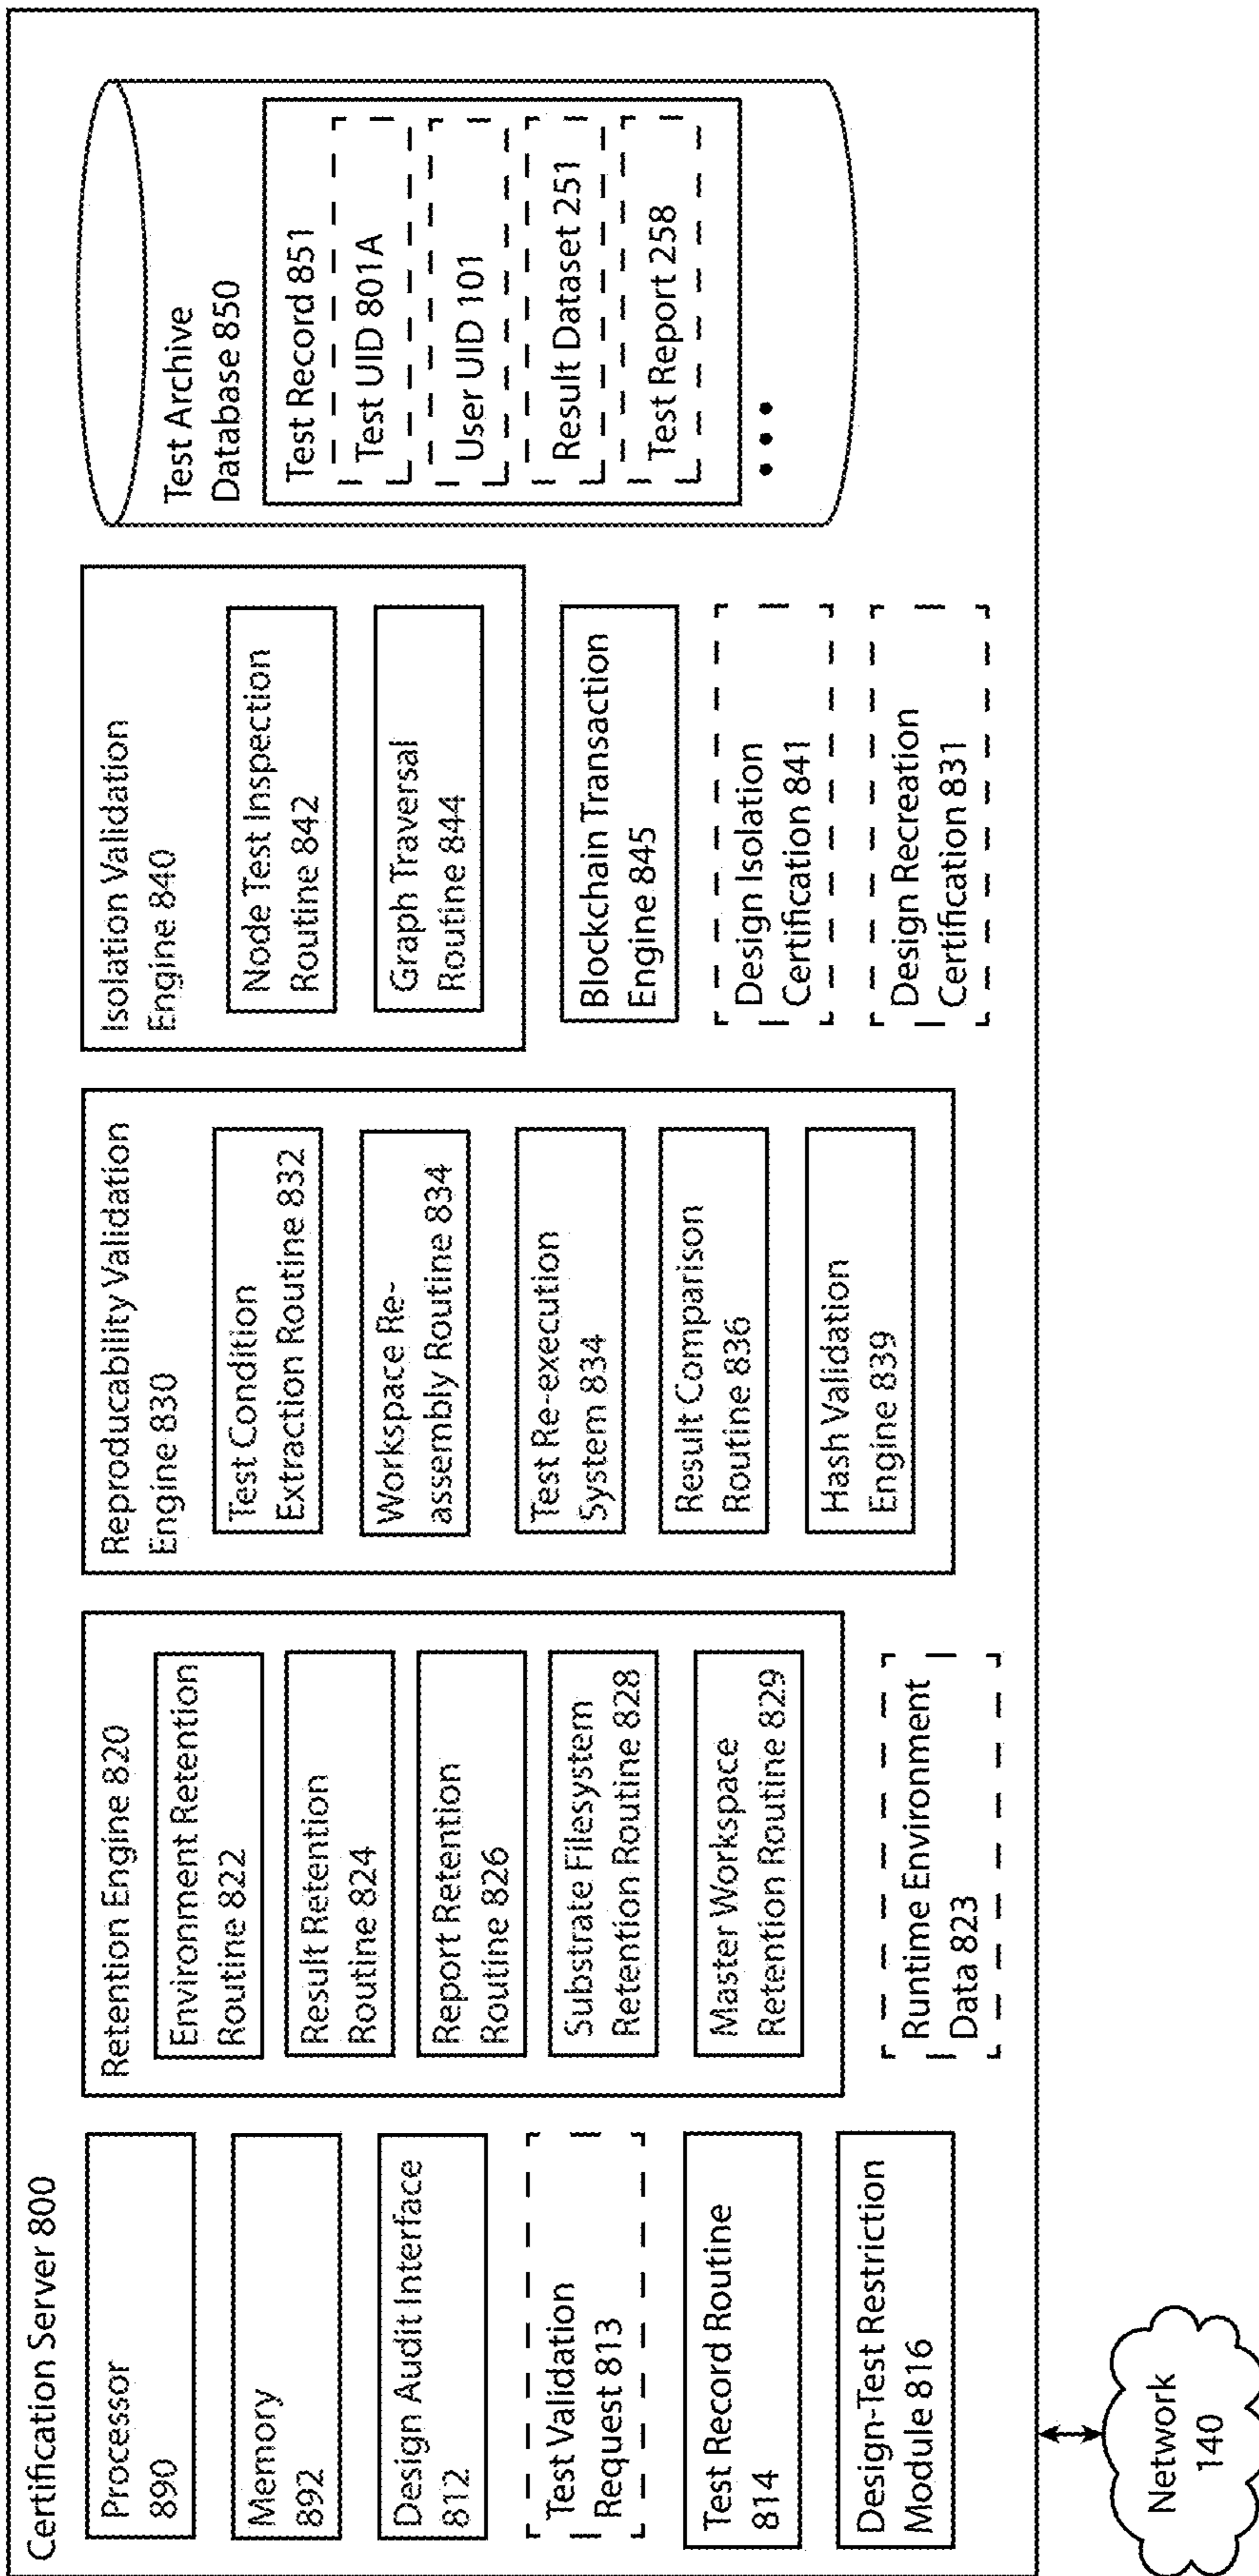 Certification Server 800
Processor
890
Memory
892
Design Audit Interface
812
Test Validation
Request 813
Test Record Routine
814
Design-Test Restriction
Module 816
Retention Engine 820
Environment Retention
Routine 822
Result Retention
Routine 824
Report Retention
Routine 826
Substrate Filesystem
Retention Routine 828
Master Workspace
Retention Routine 829
Runtime Environment
Data 823
Reproducability Validation
Engine 830
Test Condition
Extraction Routine 832
Workspace Re-
assembly Routine 834
Test Re-execution
System 834
Result Comparison
Routine 836
Hash Validation
Engine 839
Isolation Validation
Engine 840
Node Test Inspection
Routine 842
Graph Traversal
Routine 844
Blockchain Transaction
Engine 845
Design Isolation
Certification 841
Design Recreation
Certification 831
Test Archive
Database 850
Test Record 851
Test UID 801A
User UID 101
Result Dataset 251
Test Report 258
Network
140